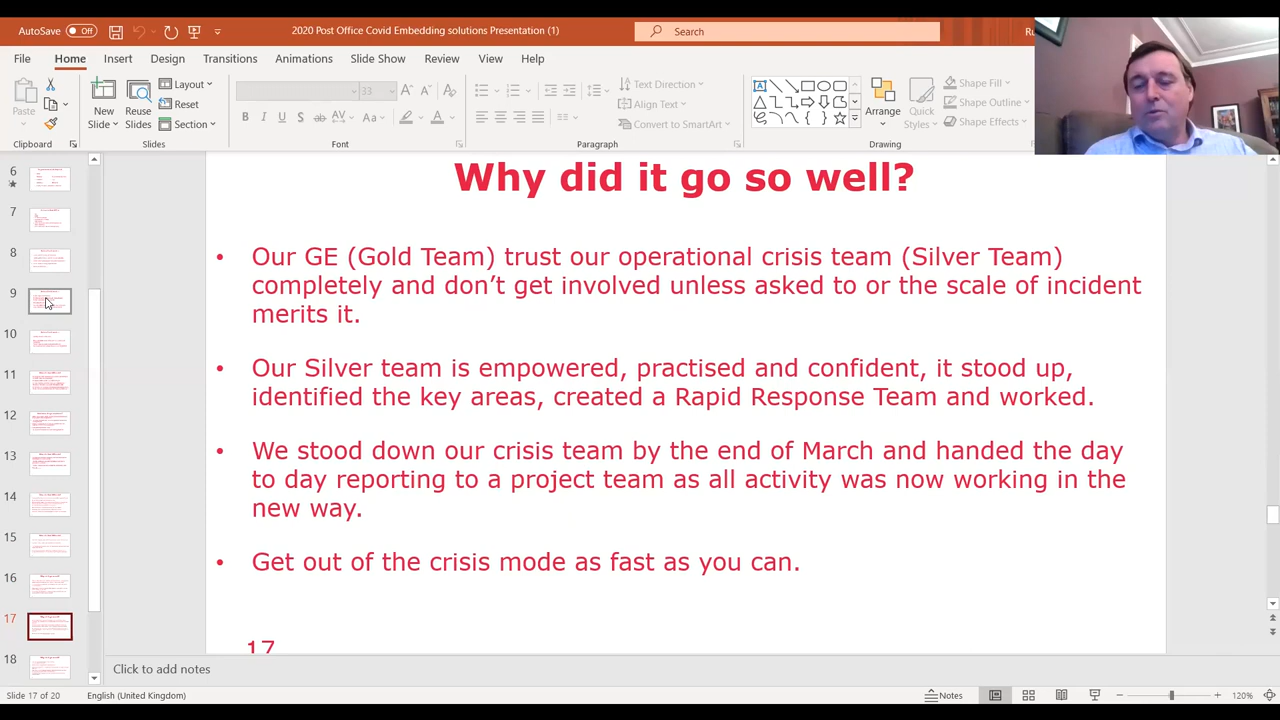 AutoSave Off
2020 Post Office Covid Embedding solutions Presentation (1)
Search
File Home Insert Design Transitions Animations Slide Show Review View Help
Paste
New Slide
Reuse Slides
Layout
Reset
Section
33
Text Direction
Align Text
Convert to SmartArt
Arrange
Quick Styles
Shape Fill
Shape Outline
Shape Effects
Clipboard Slides Font Paragraph Drawing
7
8
9
10
11
12
13
14
15
16
17
18
Why did it go so well?
• Our GE (Gold Team) trust our operational crisis team (Silver Team)
completely and don’t get involved unless asked to or the scale of incident
merits it.
• Our Silver team is empowered, practised and confident, it stood up,
identified the key areas, created a Rapid Response Team and worked.
• We stood down our crisis team by the end of March and handed the day
to day reporting to a project team as all activity was now working in the
new way.
• Get out of the crisis mode as fast as you can.
17
Click to add notes
Slide 17 of 20 English (United Kingdom) Notes 120%